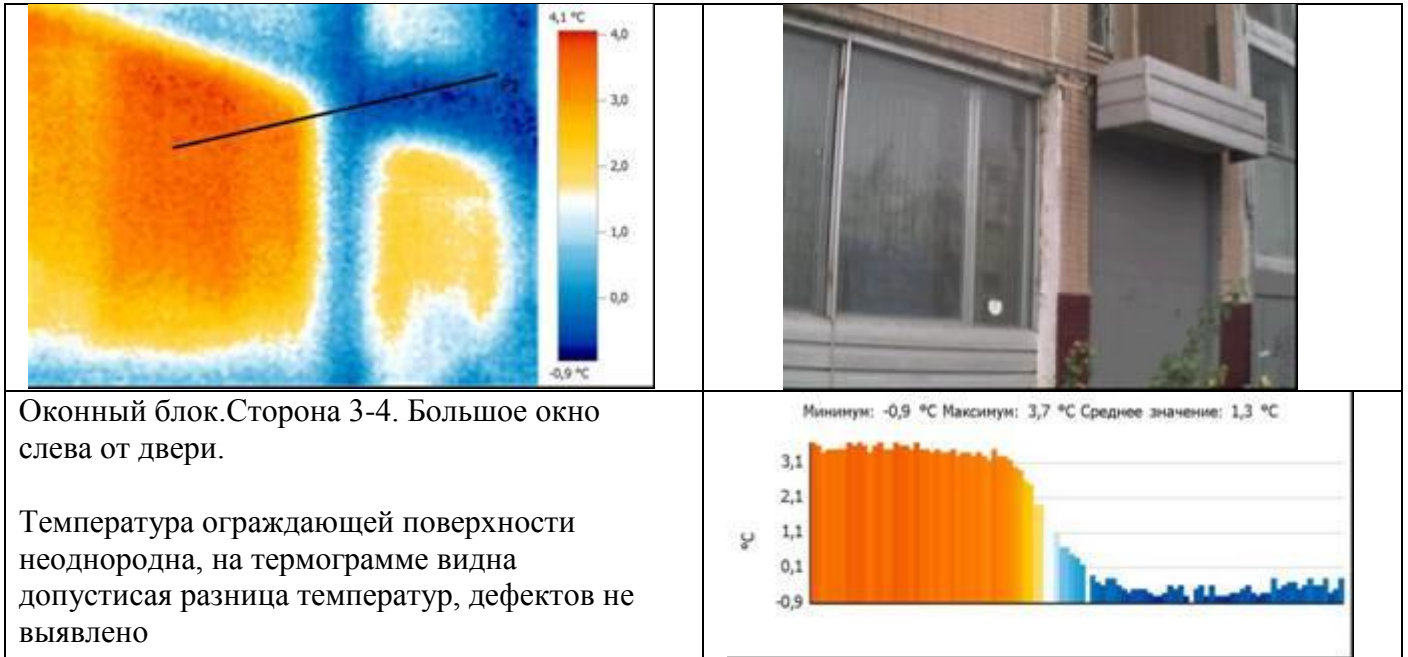 4,1 °C
4,0
3,0
2,0
1,0
0,0
-0,9 °C
Оконный блок.Сторона 3-4. Большое окно
слева от двери.
Температура ограждающей поверхности
неоднородна, на термограмме видна
допустисая разница температур, дефектов не
выявлено
Минимум: -0,9 °C Максимум: 3,7 °C Среднее значение: 1,3 °C
°C
3,1
2,1
1,1
0,1
-0,9